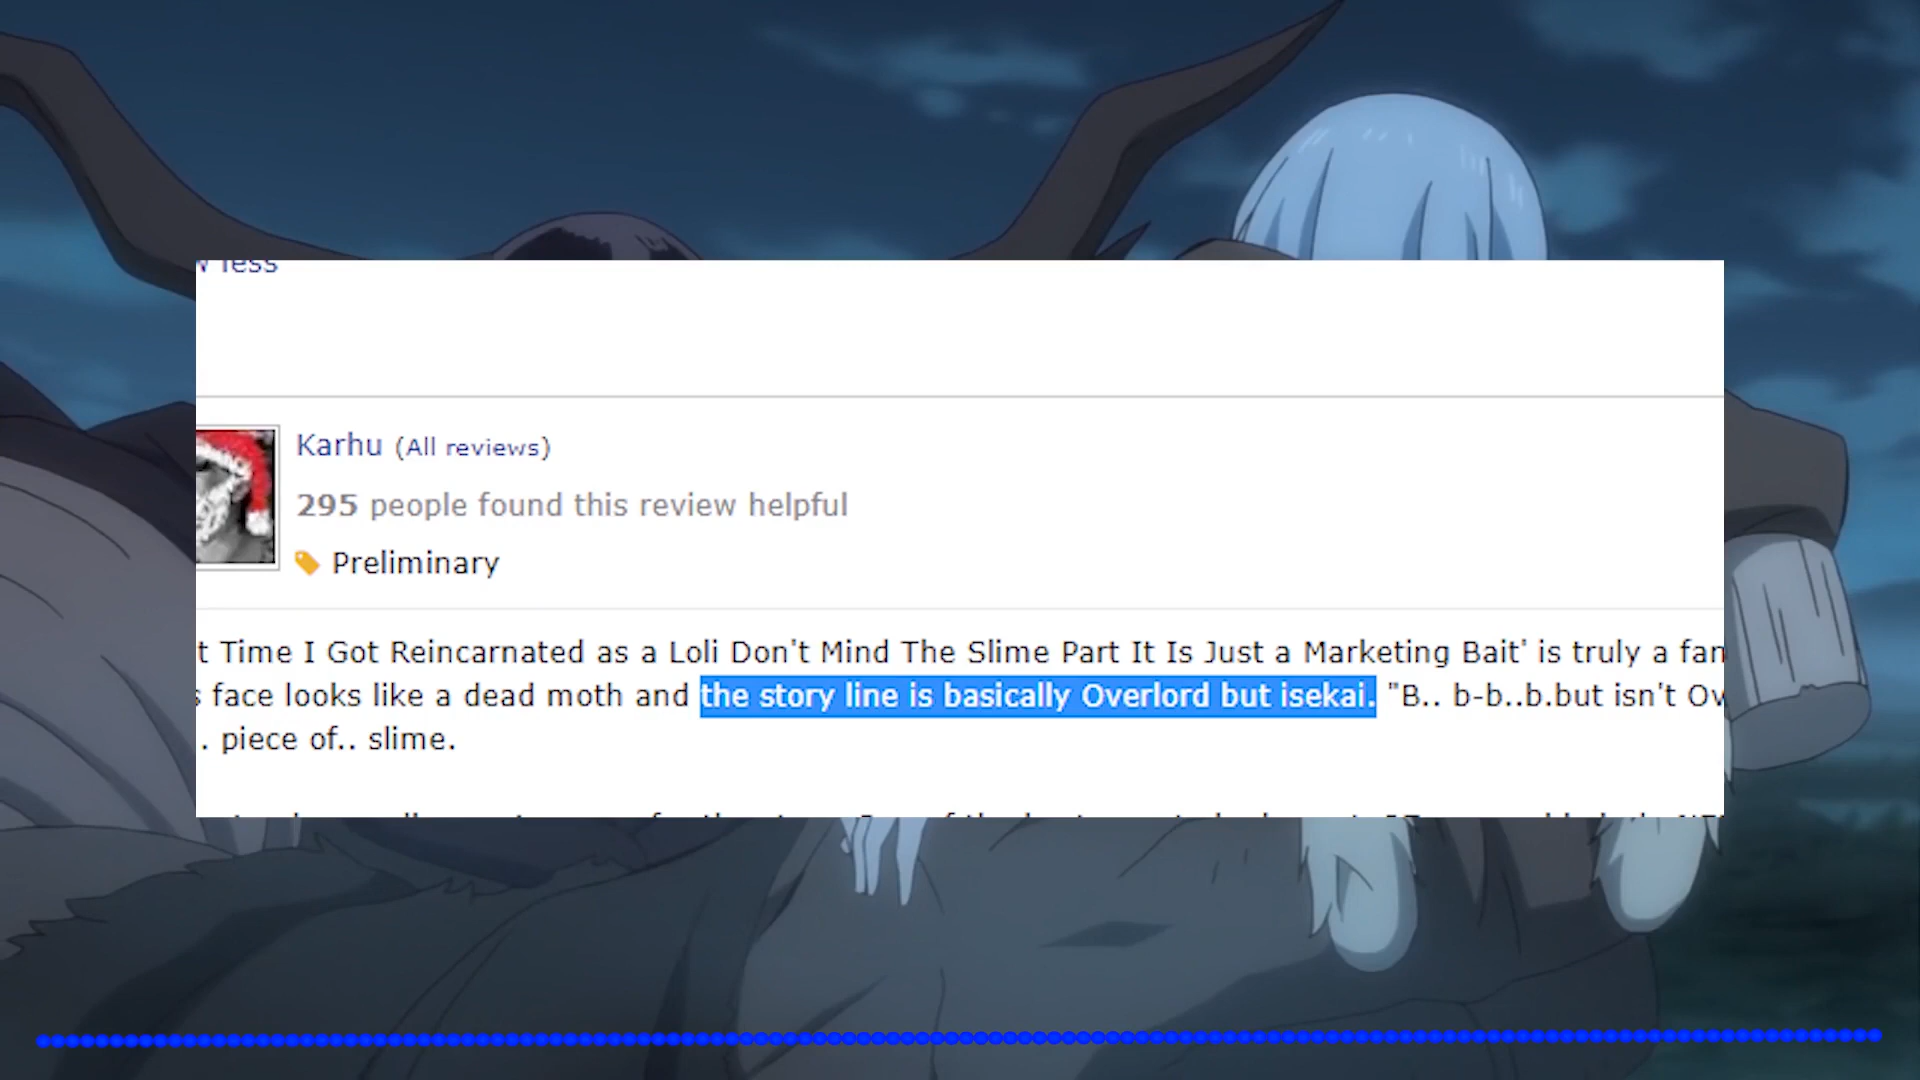 w less
Karhu (All reviews)
295 people found this review helpful
Preliminary
t Time I Got Reincarnated as a Loli Don't Mind The Slime Part It Is Just a Marketing Bait' is truly a fan
s face looks like a dead moth and the story line is basically Overlord but isekai. "B.. b-b..b.but isn't Ov
. piece of.. slime.